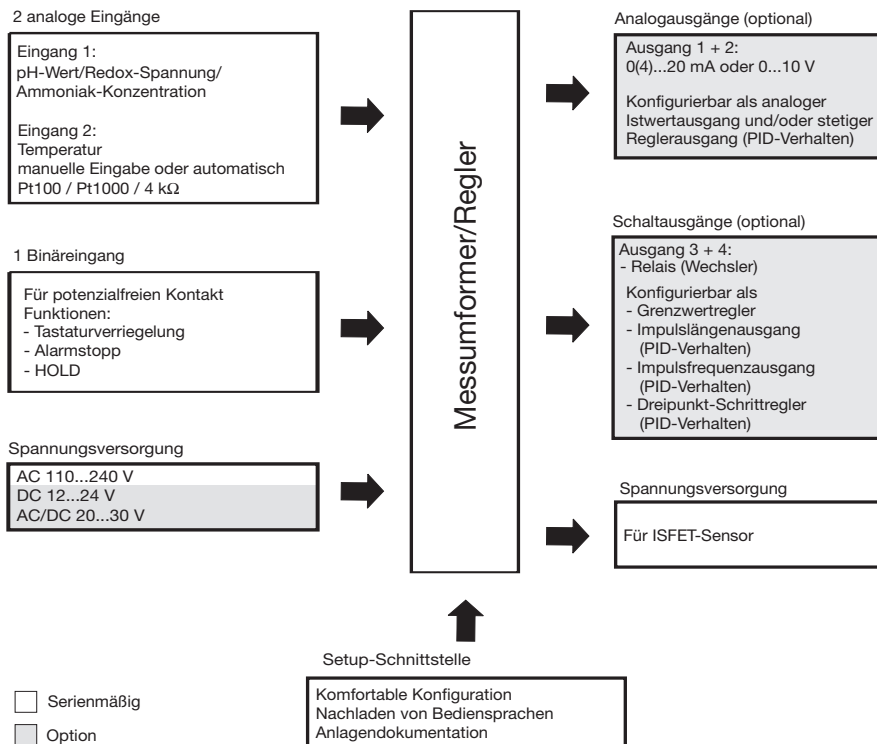 2 analoge Eingänge
Eingang 1:
pH-Wert/Redox-Spannung/
Ammoniak-Konzentration
Eingang 2:
Temperatur
manuelle Eingabe oder automatisch
Pt100 / Pt1000 / 4 kΩ
1 Binäreingang
Für potenzialfreien Kontakt
Funktionen:
- Tastaturverriegelung
- Alarmstopp
- HOLD
Spannungsversorgung
AC 110...240 V
DC 12...24 V
AC/DC 20...30 V
Messumformer/Regler
Analogausgänge (optional)
Ausgang 1 + 2:
0(4)...20 mA oder 0...10 V
Konfigurierbar als analoger
Istwertausgang und/oder stetiger
Reglerausgang (PID-Verhalten)
Schaltausgänge (optional)
Ausgang 3 + 4:
- Relais (Wechsler)
Konfigurierbar als
- Grenzwertregler
- Impulslängenausgang
(PID-Verhalten)
- Impulsfrequenzausgang
(PID-Verhalten)
- Dreipunkt-Schrittregler
(PID-Verhalten)
Spannungsversorgung
Für ISFET-Sensor
Setup-Schnittstelle
Komfortable Konfiguration
Nachladen von Bediensprachen
Anlagendokumentation
Serienmäßig
Option